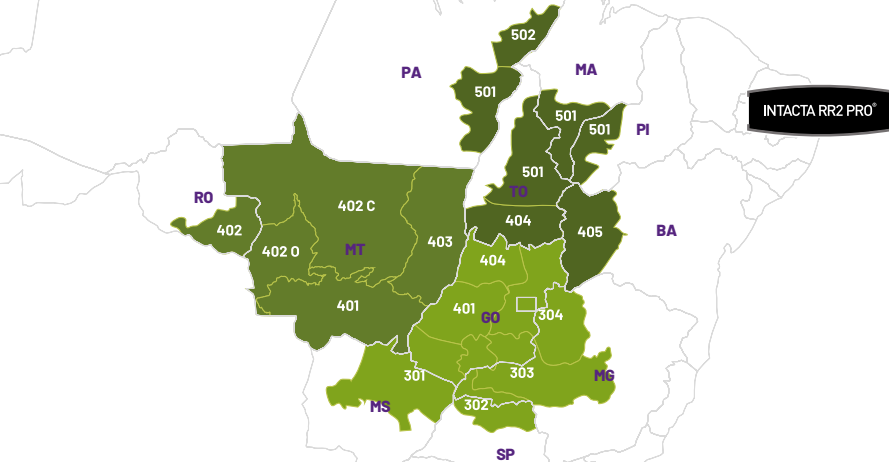 502
PA
MA
501
INTACTA RR2 PRO®
501
501
PI
501
TO
RO
402 C
402
404
405
BA
403
402 O
MT
404
401
401
GO
304
301
303
MG
MS
302
SP